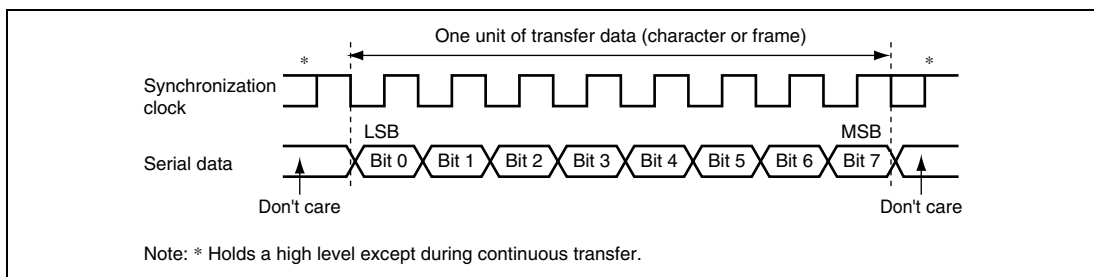 One unit of transfer data (character or frame)
* *
Synchronization
clock
LSB MSB
Serial data Bit 0 Bit 1 Bit 2 Bit 3 Bit 4 Bit 5 Bit 6 Bit 7
Don't care Don't care
Note: * Holds a high level except during continuous transfer.